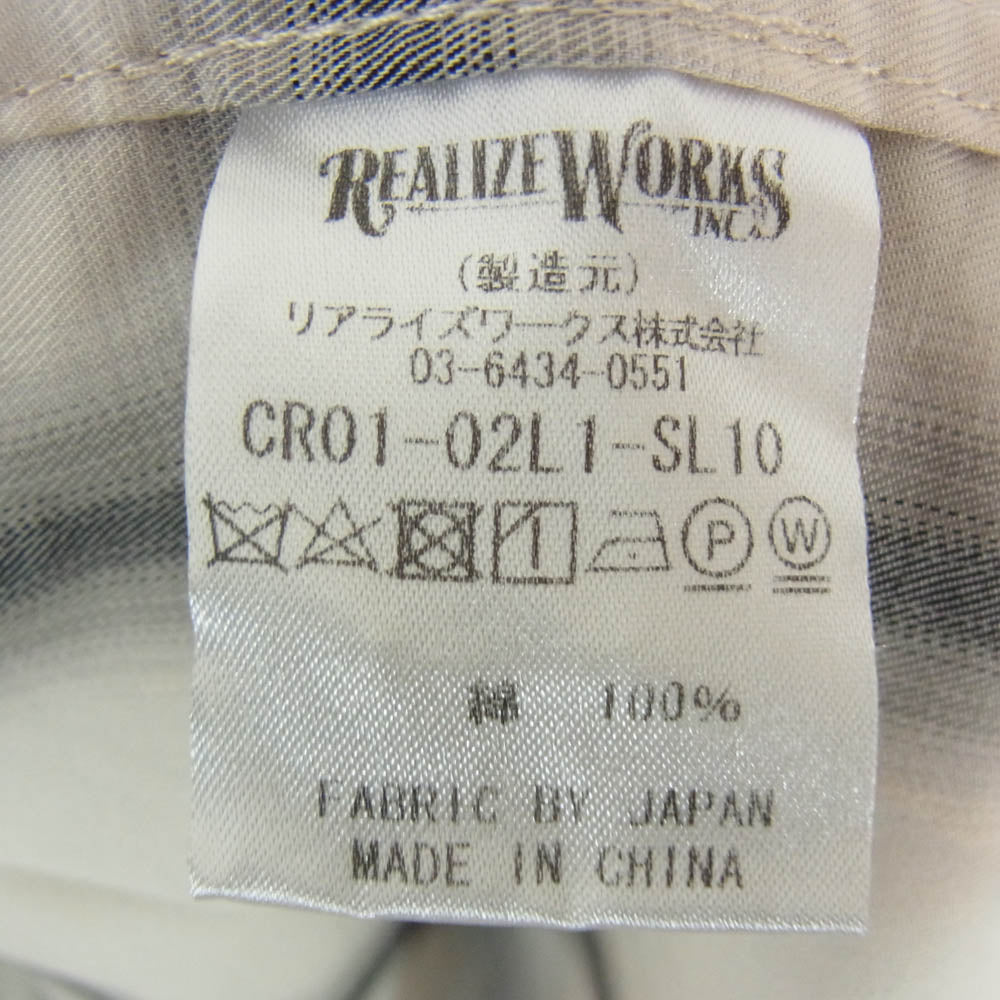 REALIZE WORKS
INC.
(製造元)
リアライズワークス株式会社
03-6434-0551
CR01-02L1-SL10
P W
綿 100%
FABRIC BY JAPAN
MADE IN CHINA